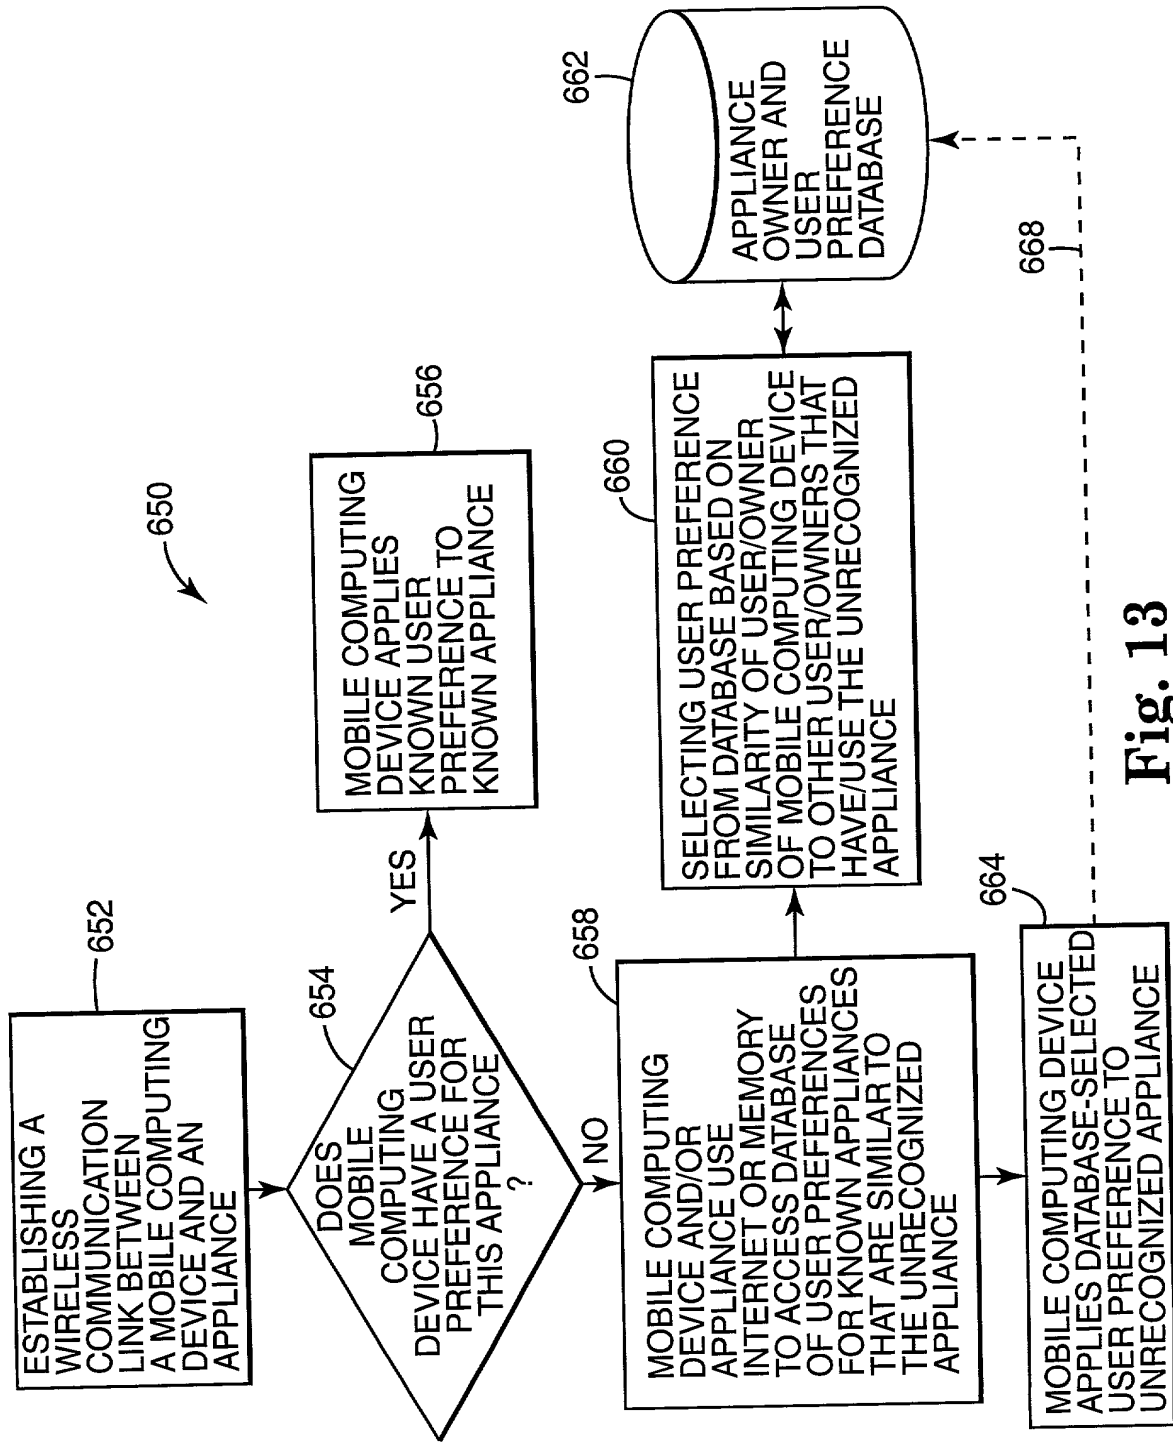 650
652
ESTABLISHING A
WIRELESS
COMMUNICATION
LINK BETWEEN
A MOBILE COMPUTING
DEVICE AND AN
APPLIANCE
654
DOES
MOBILE
COMPUTING
DEVICE HAVE A USER
PREFERENCE FOR
THIS APPLIANCE
?
YES
656
MOBILE COMPUTING
DEVICE APPLIES
KNOWN USER
PREFERENCE TO
KNOWN APPLIANCE
NO
658
MOBILE COMPUTING
DEVICE AND/OR
APPLIANCE USE
INTERNET OR MEMORY
TO ACCESS DATABASE
OF USER PREFERENCES
FOR KNOWN APPLIANCES
THAT ARE SIMILAR TO
THE UNRECOGNIZED
APPLIANCE
660
SELECTING USER PREFERENCE
FROM DATABASE BASED ON
SIMILARITY OF USER/OWNER
OF MOBILE COMPUTING DEVICE
TO OTHER USER/OWNERS THAT
HAVE/USE THE UNRECOGNIZED
APPLIANCE
662
APPLIANCE
OWNER AND
USER
PREFERENCE
DATABASE
664
MOBILE COMPUTING DEVICE
APPLIES DATABASE-SELECTED
USER PREFERENCE TO
UNRECOGNIZED APPLIANCE
668
Fig. 13